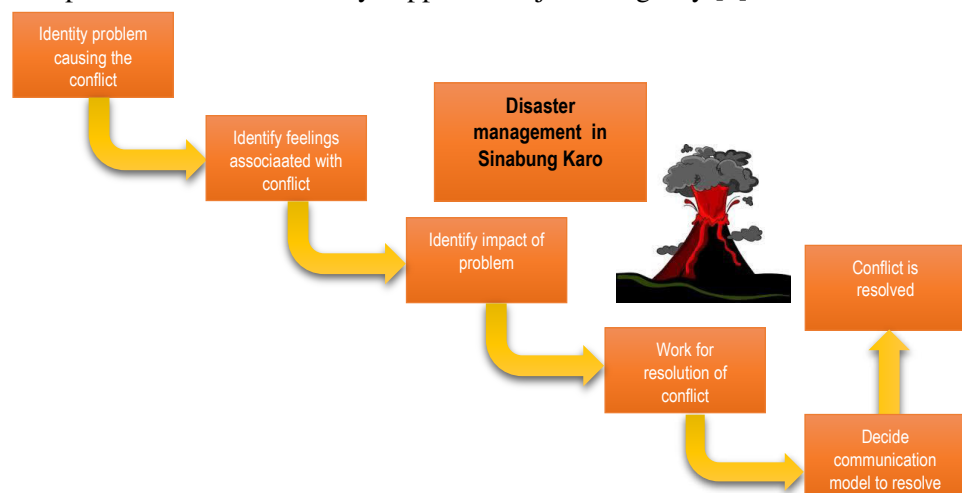 Identity problem
causing the
conflict
Identify feelings
associaated with
conflict
Disaster
management in
Sinabung Karo
Identify impact of
problem
Conflict is
resolved
Work for
resolution of
conflict
Decide
communication
model to resolve